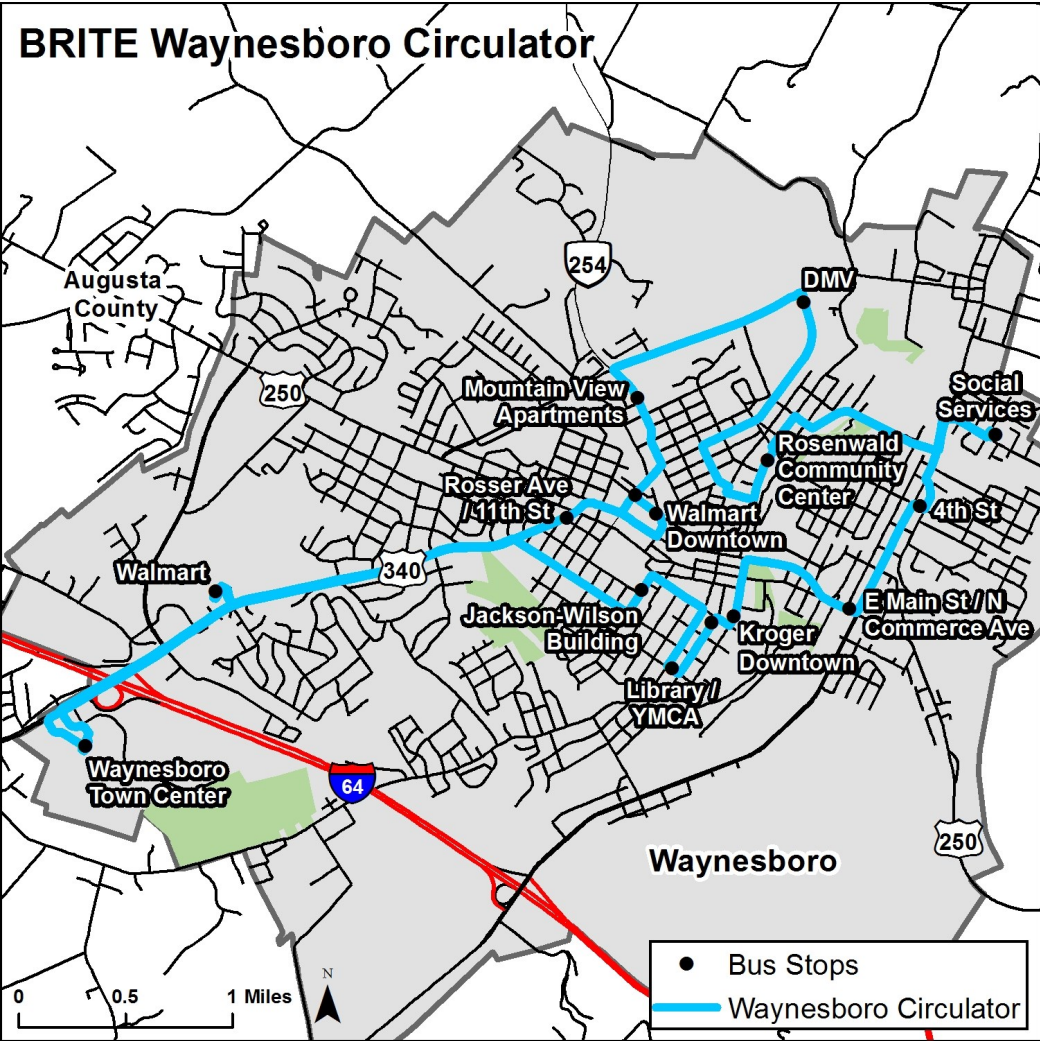 BRITE Waynesboro Circulator
Augusta
County
254
DMV
250
Mountain View
Apartments
Social
Services
Rosenwald
Community
Center
Rosser Ave
/ 11th St
Walmart
Downtown
4th St
340
Walmart
Jackson-Wilson
Building
E Main St / N
Commerce Ave
Kroger
Downtown
Library /
YMCA
Waynesboro
Town Center
64
250
Waynesboro
Bus Stops
Waynesboro Circulator
0 0.5 1 Miles
N